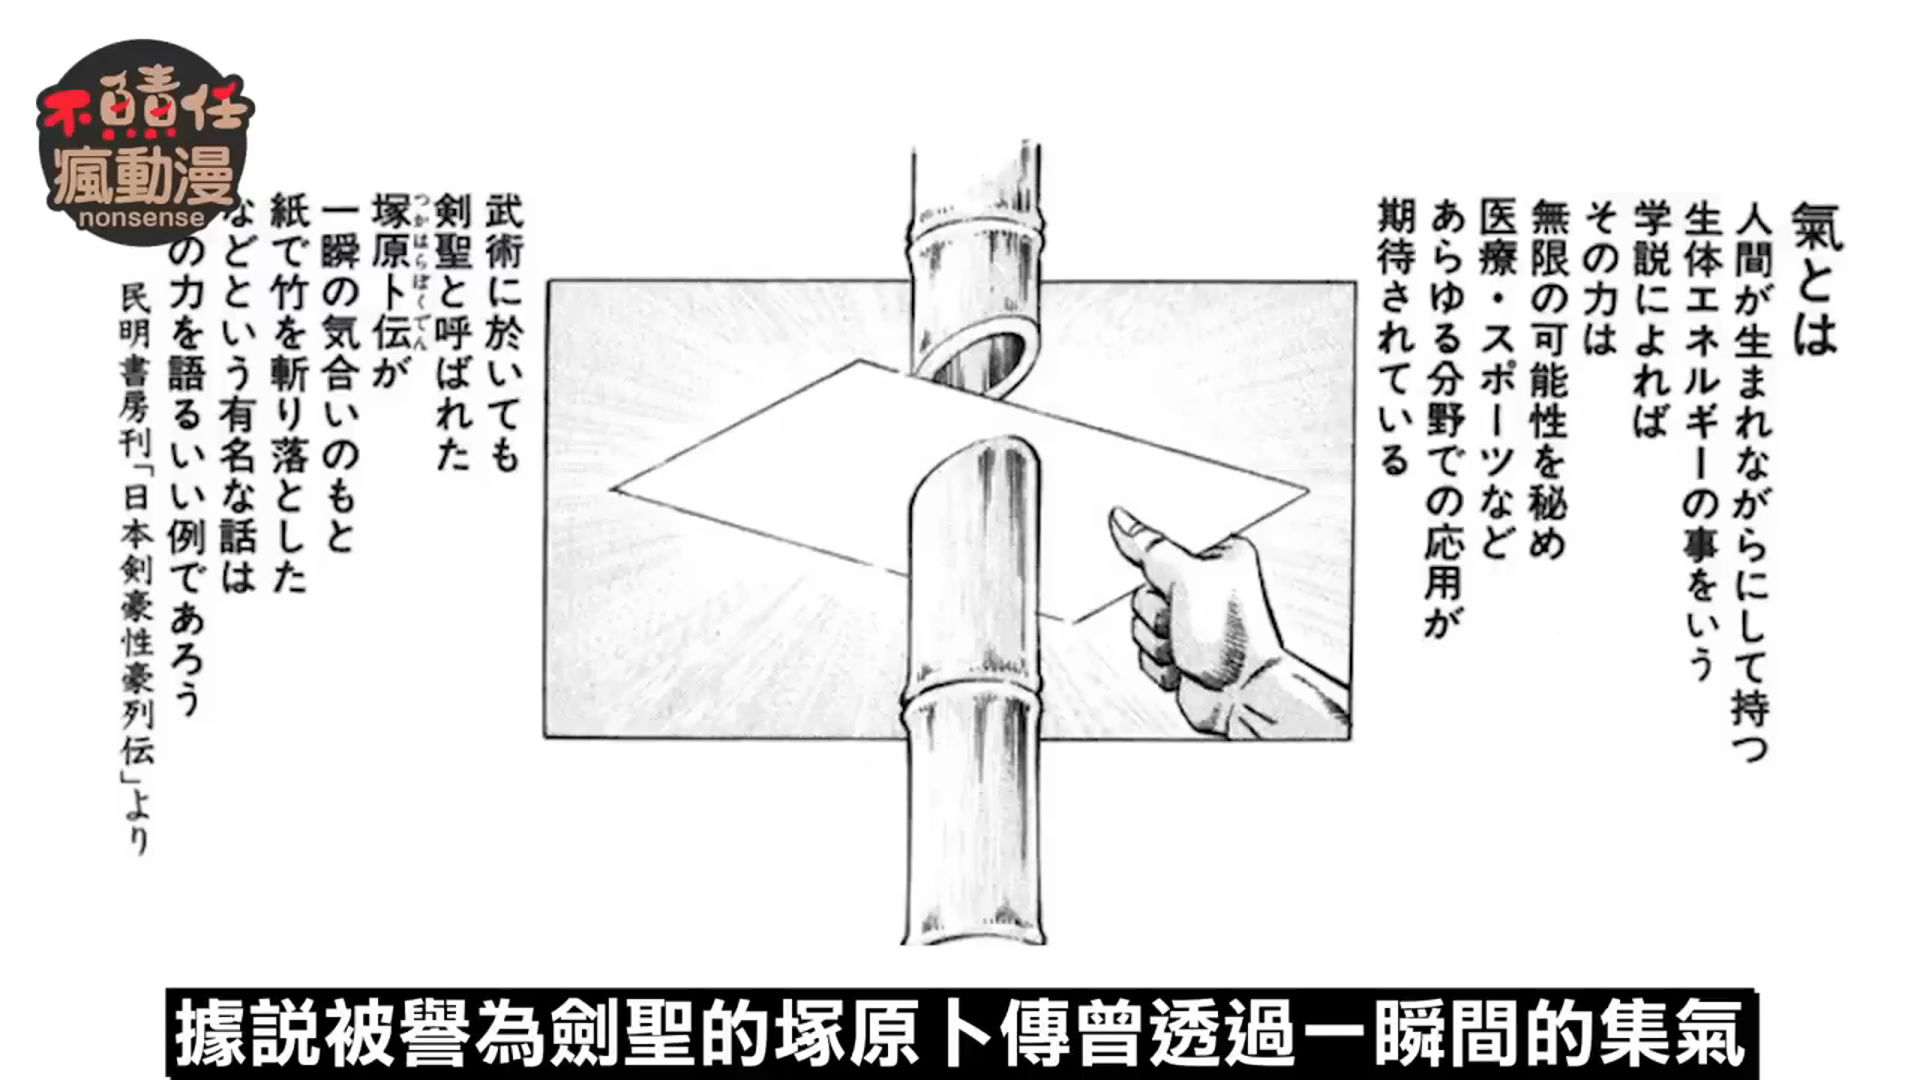 不負責任
瘋動漫
nonsense
氣とは
人間が生まれながらにして持つ
生体エネルギーの事をいう
学説によれば
その力は
無限の可能性を秘め
医療・スポーツなど
あらゆる分野での応用が
期待されている
武術に於いても
剣聖と呼ばれた
塚原卜伝が
つかはらぼくでん
一瞬の気合いのもと
紙で竹を斬り落とした
などという有名な話は
の力を語るいい例であろう
民明書房刊「日本剣豪性豪列伝」より
據説被譽為劍聖的塚原卜傳曾透過一瞬間的集氣